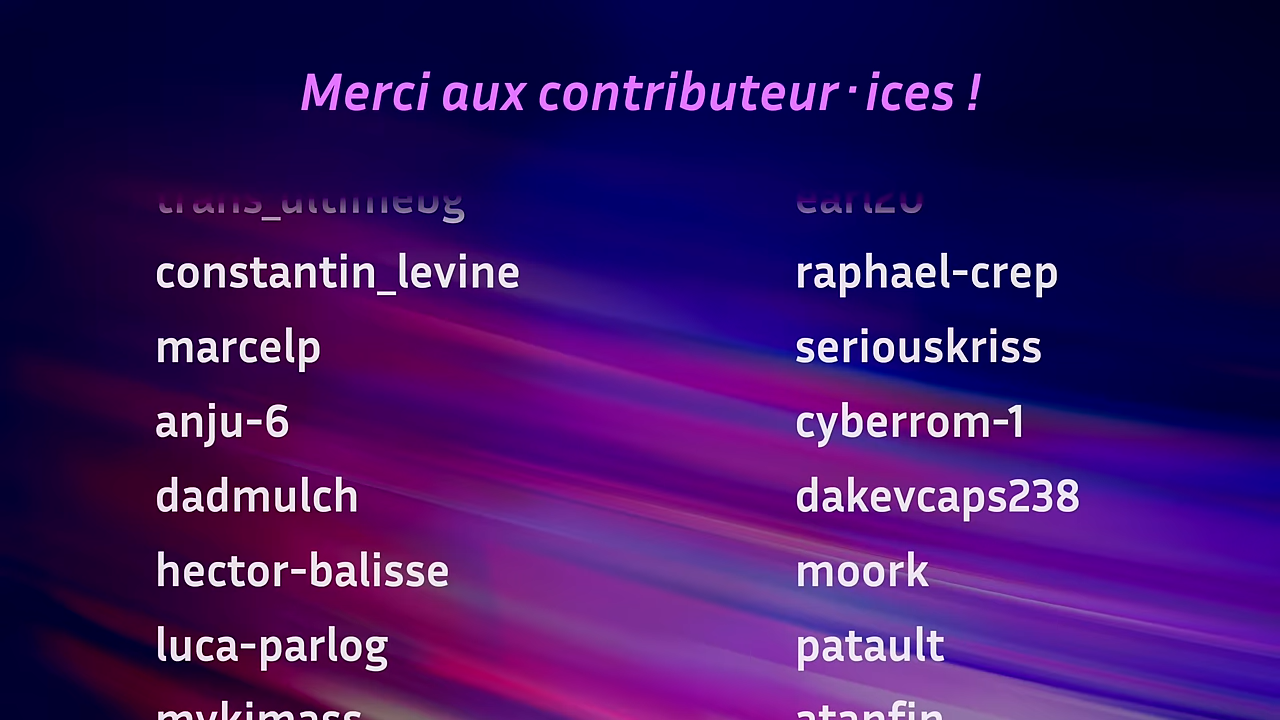 Merci aux contributeur·ices !
trans_ultimebg earl20
constantin_levine raphael-crep
marcelp seriouskriss
anju-6 cyberrom-1
dadmulch dakevcaps238
hector-balisse moork
luca-parlog patault
mykimass